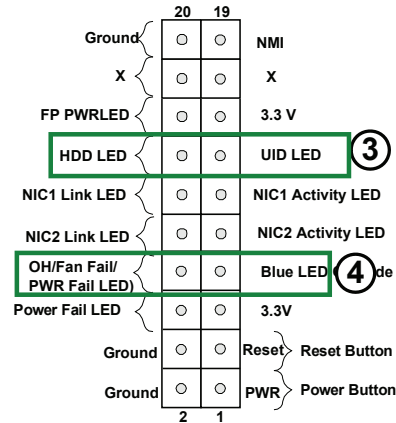 20 19
Ground NMI
X X
FP PWRLED 3.3 V
HDD LED UID LED 3
NIC1 Link LED NIC1 Activity LED
NIC2 Link LED NIC2 Activity LED
OH/Fan Fail/
PWR Fail LED) Blue LED 4 de
Power Fail LED 3.3V
Ground Reset Reset Button
Ground PWR Power Button
2 1